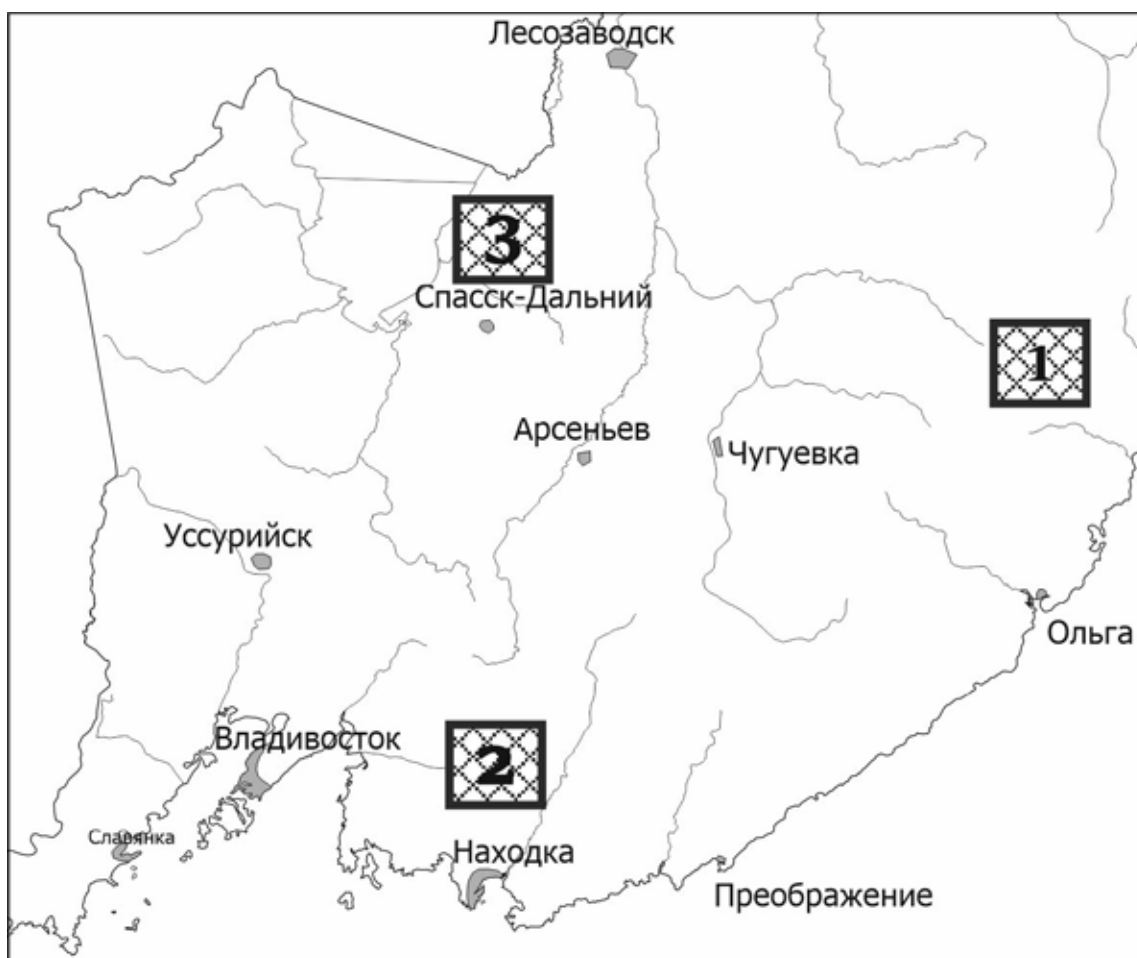 Лесозаводск
3
Спасск-Дальний
1
Арсеньев
Чугуевка
Уссурийск
Ольга
Владивосток
2
Славянка
Находка
Преображение